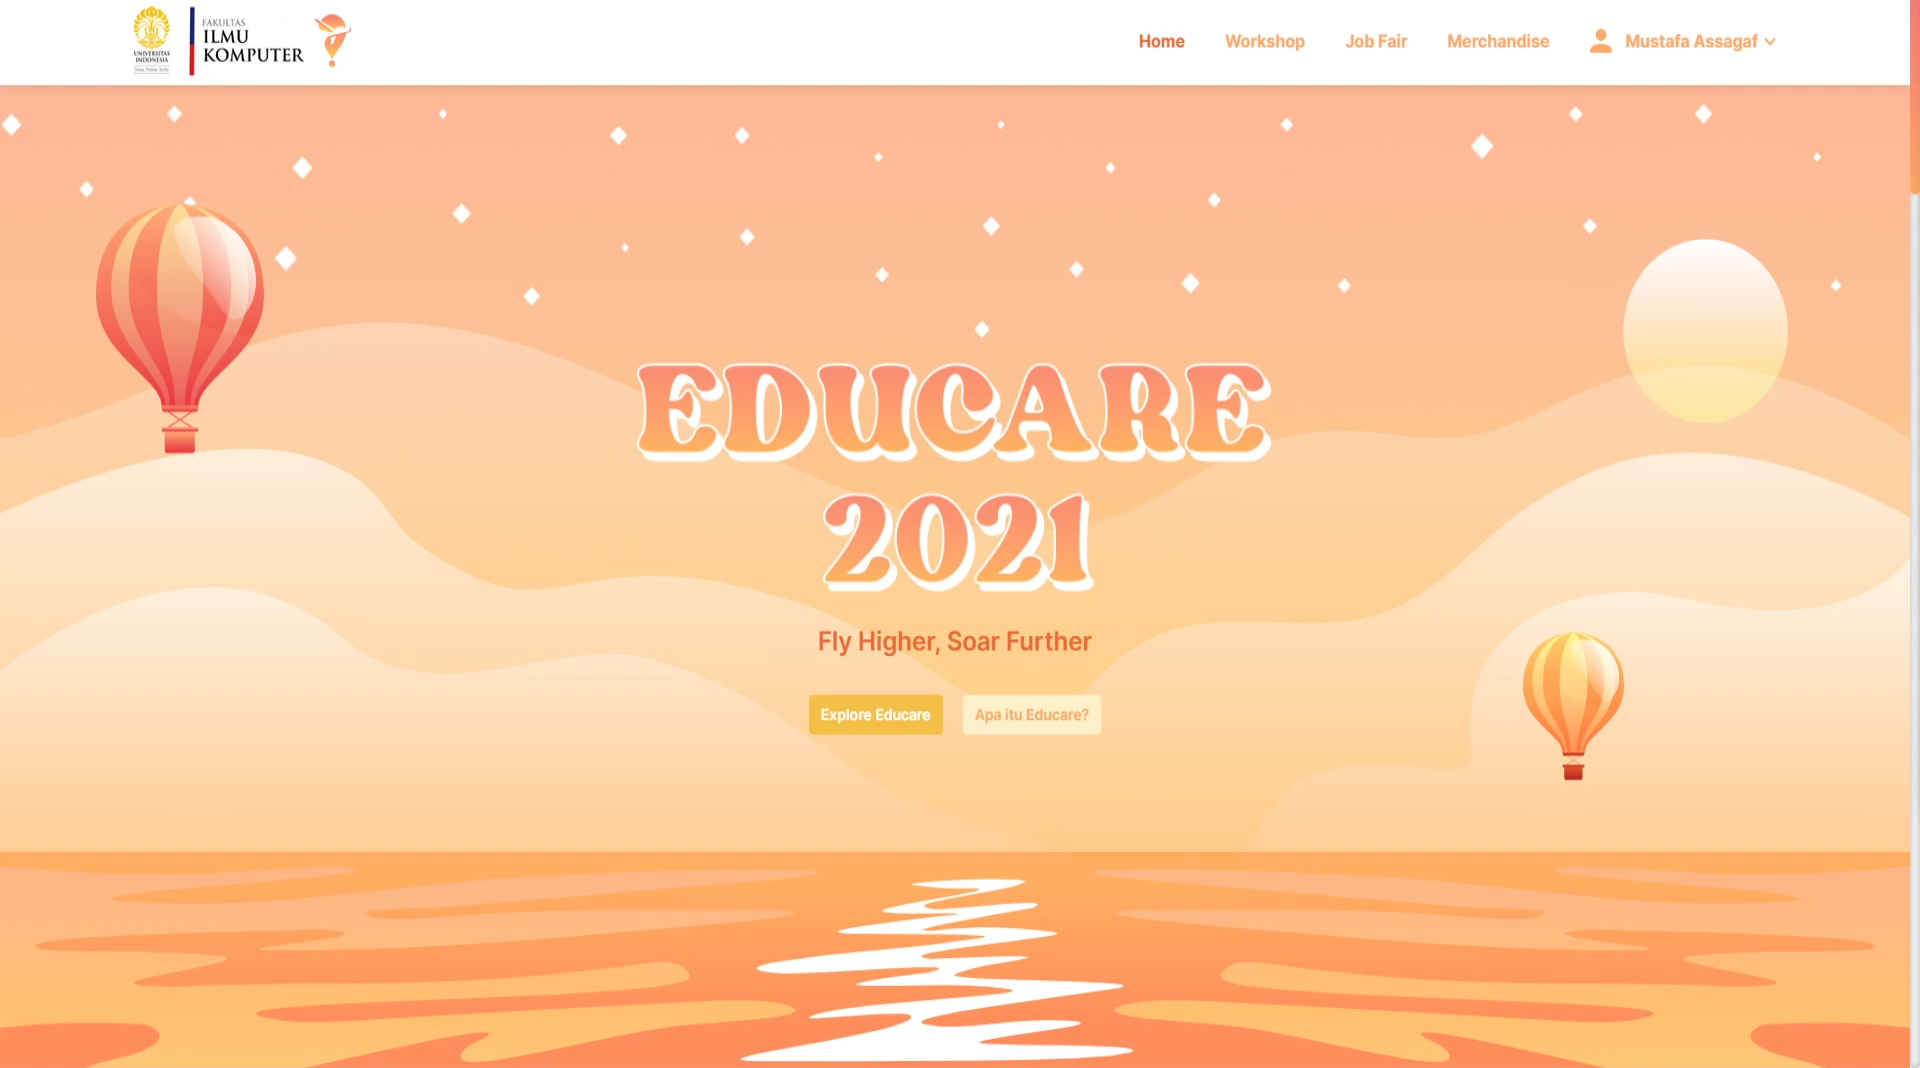 UNIVERSITAS
INDONESIA
FAKULTAS
ILMU
KOMPUTER
Home
Workshop
Job Fair
Merchandise
Mustafa Assagaf
EDUCARE
2021
Fly Higher, Soar Further
Explore Educare
Apa itu Educare?